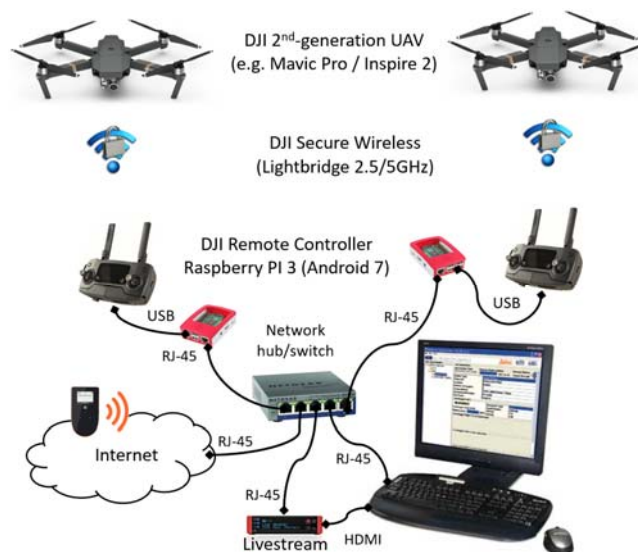 DJI 2nd-generation UAV
(e.g. Mavic Pro / Inspire 2)
DJI Secure Wireless
(Lightbridge 2.5/5GHz)
DJI Remote Controller
Raspberry PI 3 (Android 7)
USB
USB
RJ-45
RJ-45
Network
hub/switch
NETGEAR
Internet
RJ-45
RJ-45
RJ-45
HDMI
Livestream